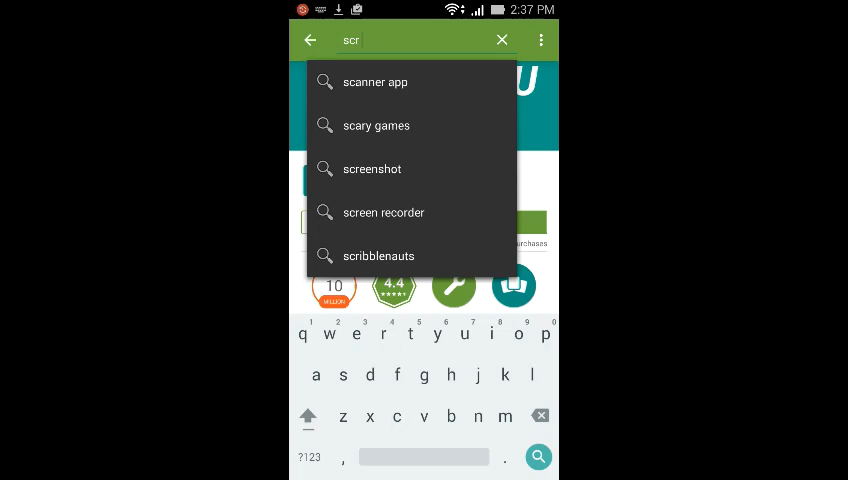 2:37 PM
scr
U
scanner app
scary games
screenshot
screen recorder
scribblenauts
urchases
10
MILLION
4.4
1 2 3 4 5 6 7 8 9 0
q w e r t y u i o p
a s d f g h j k l
z x c v b n m
?123 , .